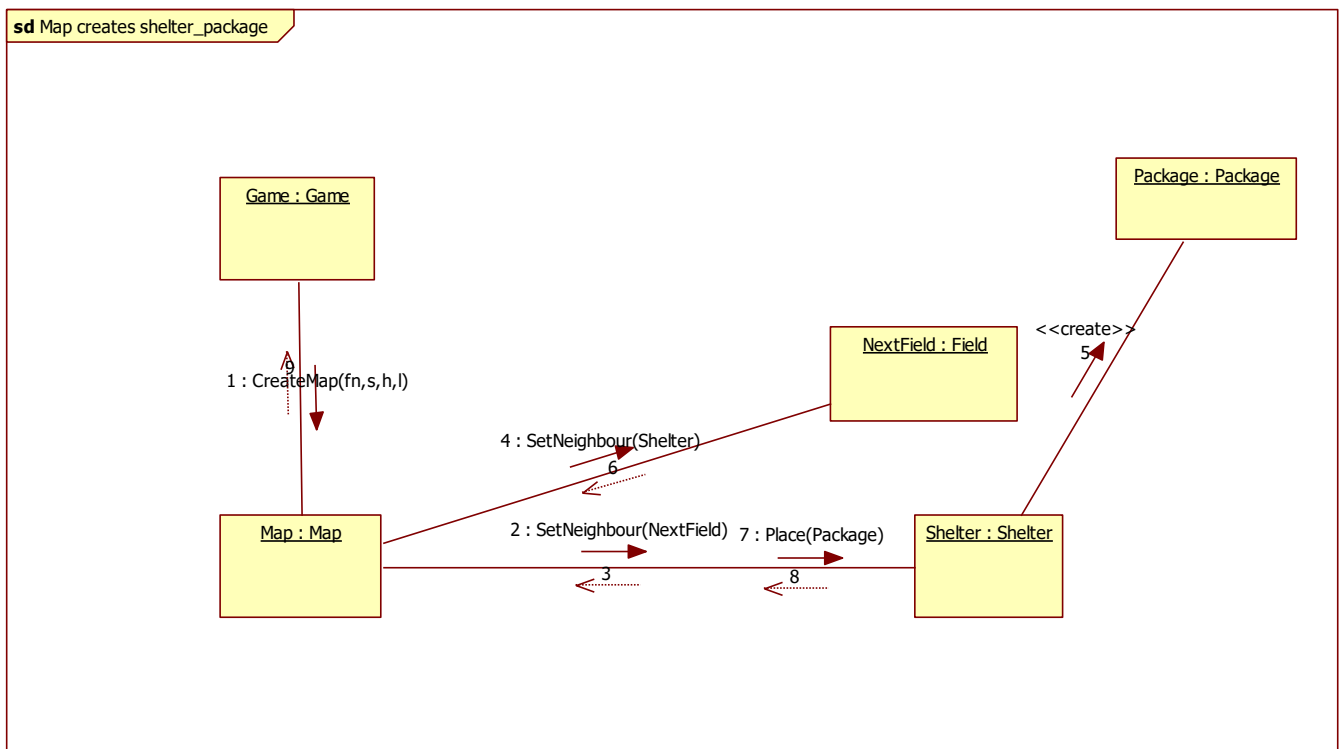 sd Map creates shelter_package
Package : Package
Game : Game
<<create>>
5
NextField : Field
9
1 : CreateMap(fn,s,h,l)
4 : SetNeighbour(Shelter)
6
Map : Map
2 : SetNeighbour(NextField)
7 : Place(Package)
Shelter : Shelter
3
8